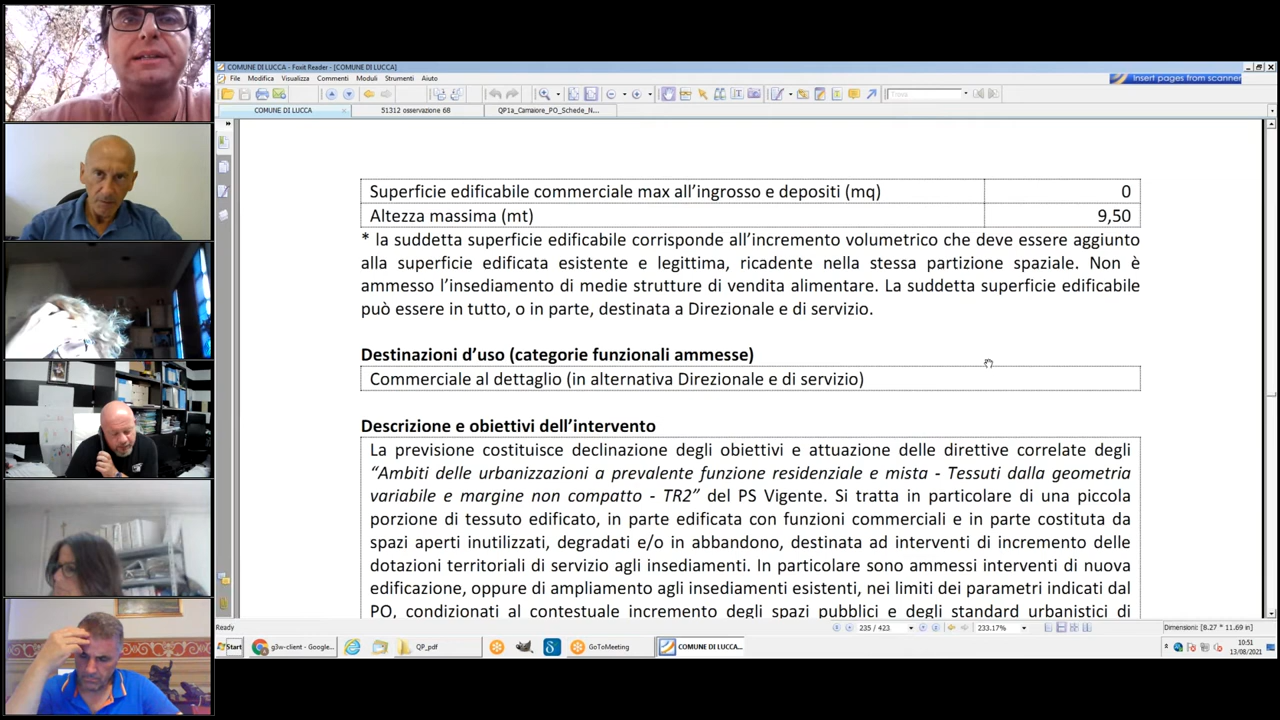 COMUNE DI LUCCA - Foxit Reader - [COMUNE DI LUCCA]
File Modifica Visualizza Commenti Moduli Strumenti Aiuto
Insert pages from scanner
Trova
COMUNE DI LUCCA
51312 osservazione 68
QP1a_Camaiore_PO_Schede_N...
Superficie edificabile commerciale max all’ingrosso e depositi (mq) 0
Altezza massima (mt) 9,50
* la suddetta superficie edificabile corrisponde all’incremento volumetrico che deve essere aggiunto
alla superficie edificata esistente e legittima, ricadente nella stessa partizione spaziale. Non è
ammesso l’insediamento di medie strutture di vendita alimentare. La suddetta superficie edificabile
può essere in tutto, o in parte, destinata a Direzionale e di servizio.
Destinazioni d’uso (categorie funzionali ammesse)
Commerciale al dettaglio (in alternativa Direzionale e di servizio)
Descrizione e obiettivi dell’intervento
La previsione costituisce declinazione degli obiettivi e attuazione delle direttive correlate degli
“Ambiti delle urbanizzazioni a prevalente funzione residenziale e mista - Tessuti dalla geometria
variabile e margine non compatto - TR2” del PS Vigente. Si tratta in particolare di una piccola
porzione di tessuto edificato, in parte edificata con funzioni commerciali e in parte costituta da
spazi aperti inutilizzati, degradati e/o in abbandono, destinata ad interventi di incremento delle
dotazioni territoriali di servizio agli insediamenti. In particolare sono ammessi interventi di nuova
edificazione, oppure di ampliamento agli insediamenti esistenti, nei limiti dei parametri indicati dal
PO, condizionati al contestuale incremento degli spazi pubblici e degli standard urbanistici di
Ready
235 / 423
233.17%
Dimensioni: [8.27 * 11.69 in]
Start
g3w-client - Google...
QP_pdf
GoToMeeting
COMUNE DI LUCCA...
10:51
13/08/2021